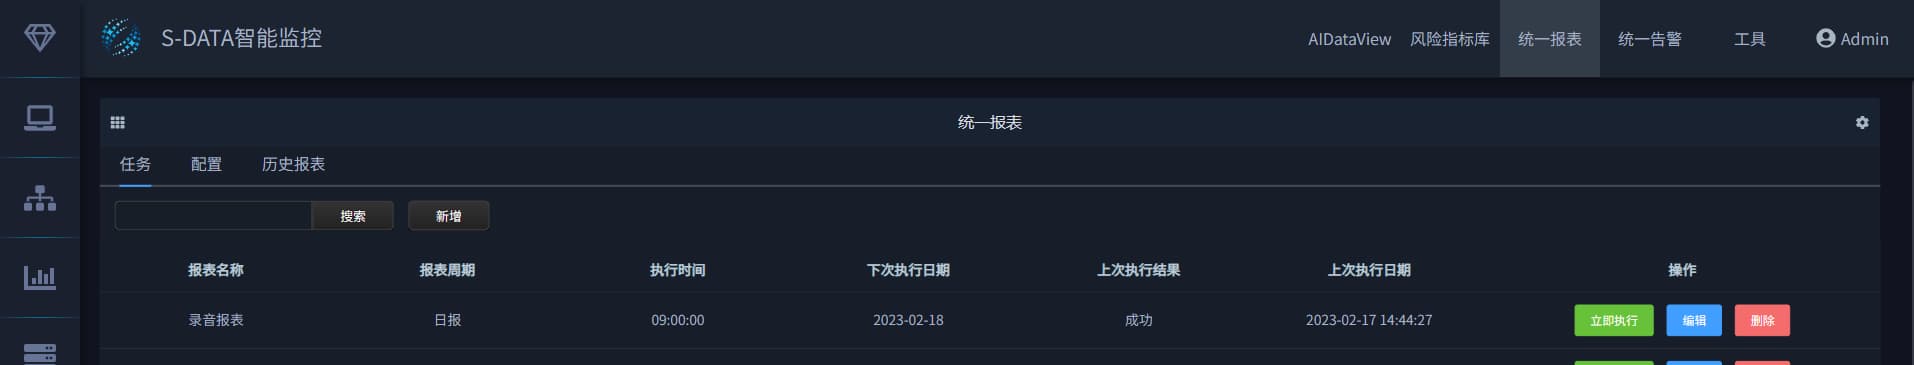 S-DATA智能监控 AIDataView 风险指标库 统一报表 统一告警 工具 Admin
统一报表
任务 配置 历史报表
搜索 新增
报表名称 报表周期 执行时间 下次执行日期 上次执行结果 上次执行日期 操作
录音报表 日报 09:00:00 2023-02-18 成功 2023-02-17 14:44:27 立即执行 编辑 删除